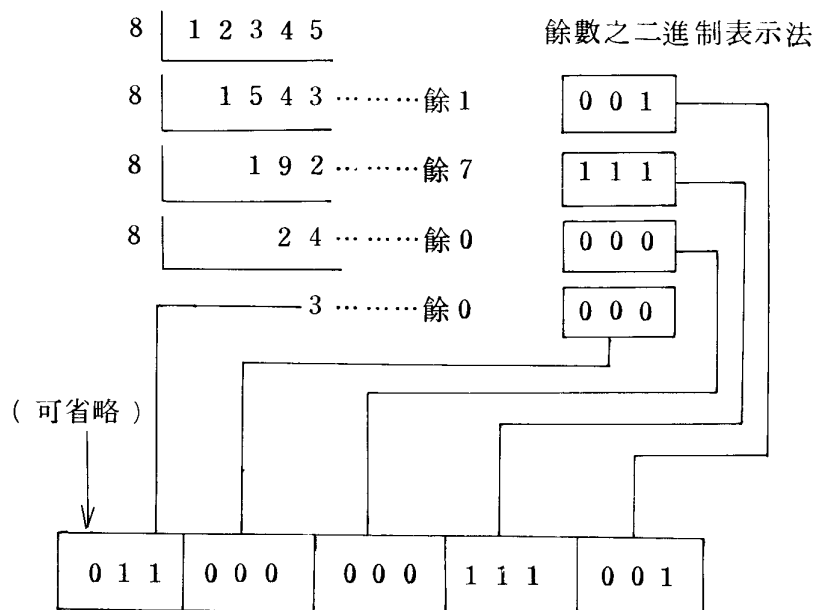 8 1 2 3 4 5 餘數之二進制表示法
8 1 5 4 3 ⋯⋯⋯餘 1 0 0 1
8 1 9 2 ⋯⋯⋯餘 7 1 1 1
8 2 4 ⋯⋯⋯餘 0 0 0 0
3 ⋯⋯⋯餘 0 0 0 0
( 可省略 )
0 1 1 0 0 0 0 0 0 1 1 1 0 0 1